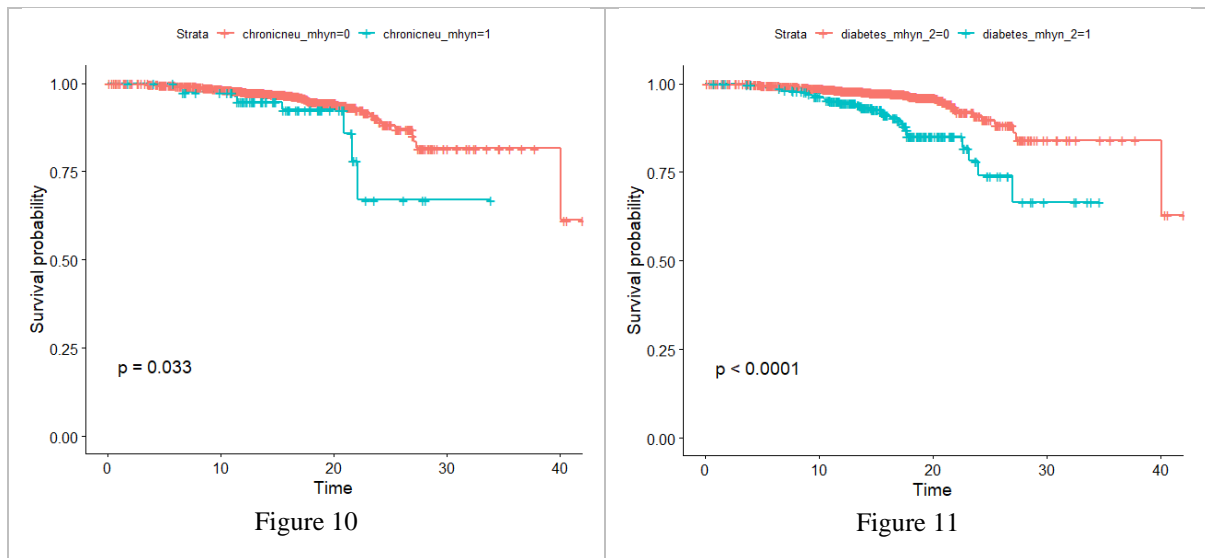 Strata chronicneu_mhyn=0 chronicneu_mhyn=1
1.00
0.75
0.50
0.25
0.00
Survival probability
p = 0.033
0 10 20 30 40
Time
Figure 10
Strata diabetes_mhyn_2=0 diabetes_mhyn_2=1
1.00
0.75
0.50
0.25
0.00
Survival probability
p < 0.0001
0 10 20 30 40
Time
Figure 11